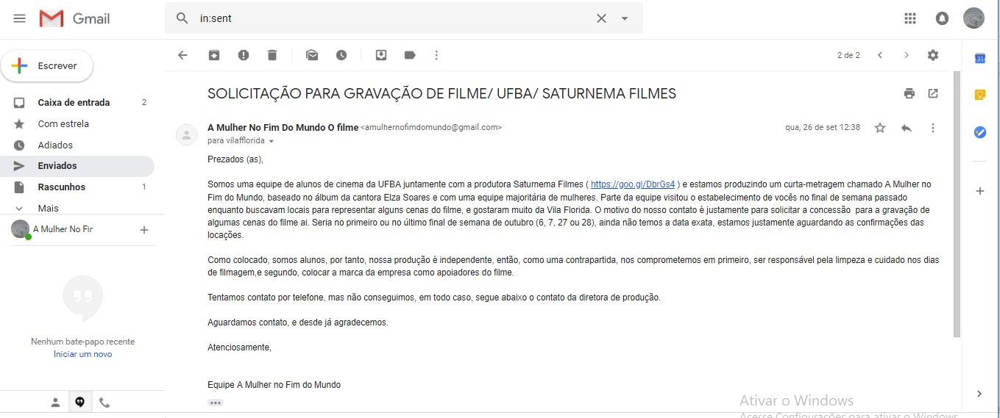 Gmail
in:sent
Escrever
2 de 2
Caixa de entrada 2
Com estrela
Adiados
Enviados
Rascunhos 1
Mais
A Mulher No Fir
Nenhum bate-papo recente
Iniciar um novo
SOLICITAÇÃO PARA GRAVAÇÃO DE FILME/ UFBA/ SATURNEMA FILMES
A Mulher No Fim Do Mundo O filme <amulhernofimdomundo@gmail.com> qua, 26 de set 12:38
para vilaflflorida
Prezados (as),
Somos uma equipe de alunos de cinema da UFBA juntamente com a produtora Saturnema Filmes ( https://goo.gl/DbrGs4 ) e estamos produzindo um curta-metragem chamado A Mulher no
Fim do Mundo, baseado no álbum da cantora Elza Soares e com uma equipe majoritária de mulheres. Parte da equipe visitou o estabelecimento de vocês no final de semana passado
enquanto buscavam locais para representar alguns cenas do filme, e gostaram muito da Vila Florida. O motivo do nosso contato é justamente para solicitar a concessão para a gravação de
algumas cenas do filme ai. Seria no primeiro ou no último final de semana de outubro (6, 7, 27 ou 28), ainda não temos a data exata, estamos justamente aguardando as confirmações das
locações.
Como colocado, somos alunos, por tanto, nossa produção é independente, então, como uma contrapartida, nos comprometemos em primeiro, ser responsável pela limpeza e cuidado nos dias
de filmagem,e segundo, colocar a marca da empresa como apoiadores do filme.
Tentamos contato por telefone, mas não conseguimos, em todo caso, segue abaixo o contato da diretora de produção.
Aguardamos contato, e desde já agradecemos.
Atenciosamente,
Equipe A Mulher no Fim do Mundo
31
Ativar o Windows
Acesse Configurações para ativar o Windows